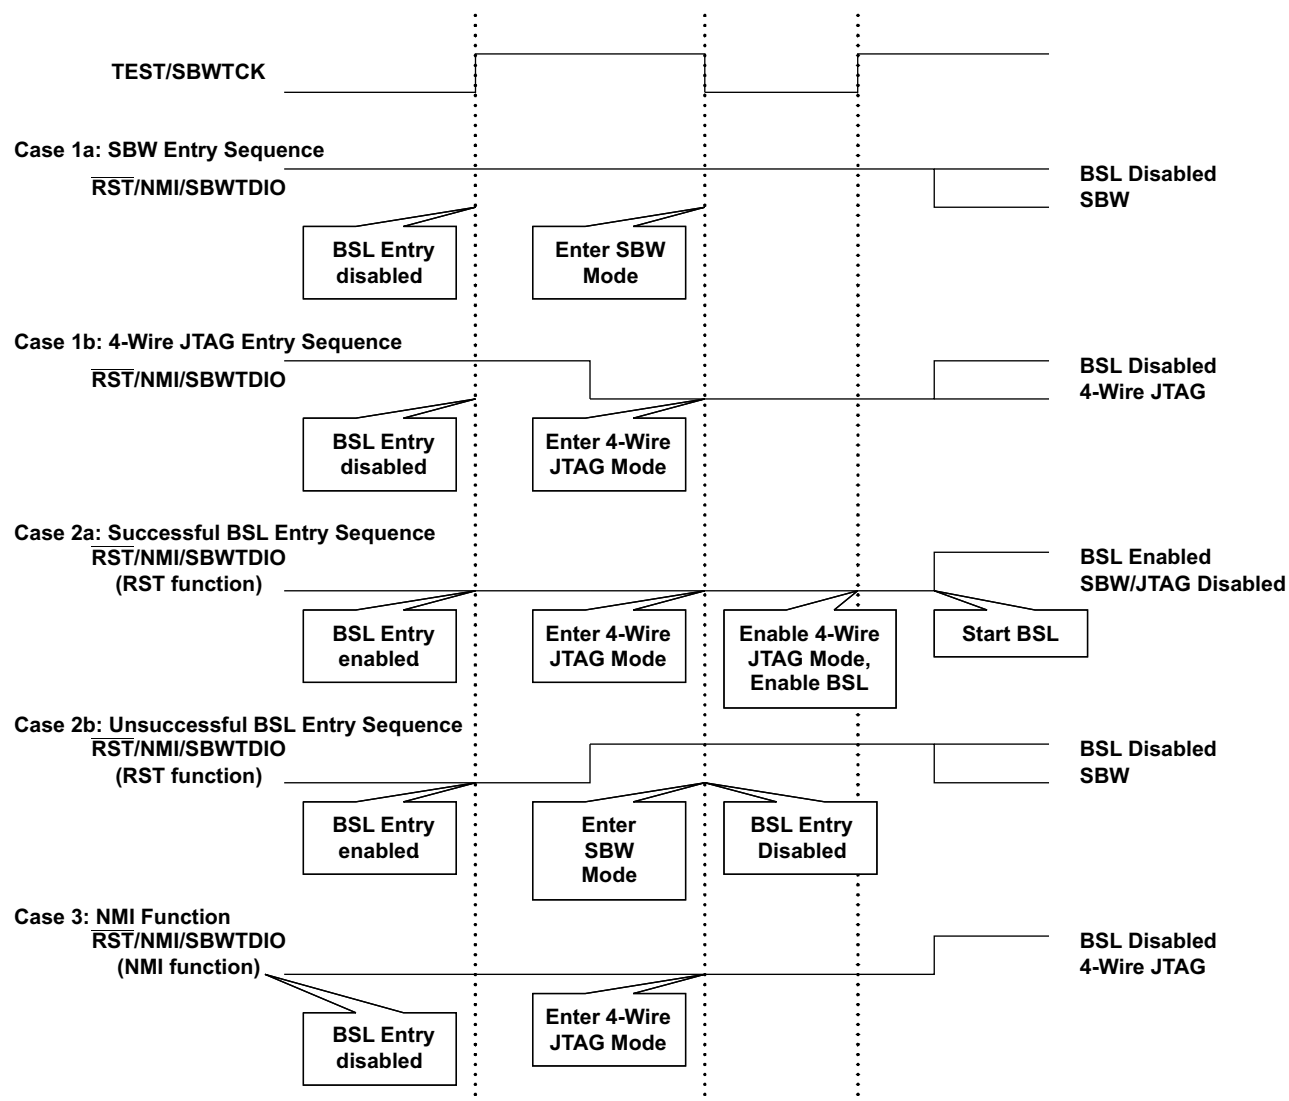 TEST/SBWTCK
Case 1a: SBW Entry Sequence
RST/NMI/SBWTDIO
BSL Disabled
SBW
BSL Entry
disabled
Enter SBW
Mode
Case 1b: 4-Wire JTAG Entry Sequence
RST/NMI/SBWTDIO
BSL Disabled
4-Wire JTAG
BSL Entry
disabled
Enter 4-Wire
JTAG Mode
Case 2a: Successful BSL Entry Sequence
RST/NMI/SBWTDIO
(RST function)
BSL Enabled
SBW/JTAG Disabled
BSL Entry
enabled
Enter 4-Wire
JTAG Mode
Enable 4-Wire
JTAG Mode,
Enable BSL
Start BSL
Case 2b: Unsuccessful BSL Entry Sequence
RST/NMI/SBWTDIO
(RST function)
BSL Disabled
SBW
BSL Entry
enabled
Enter
SBW
Mode
BSL Entry
Disabled
Case 3: NMI Function
RST/NMI/SBWTDIO
(NMI function)
BSL Disabled
4-Wire JTAG
BSL Entry
disabled
Enter 4-Wire
JTAG Mode